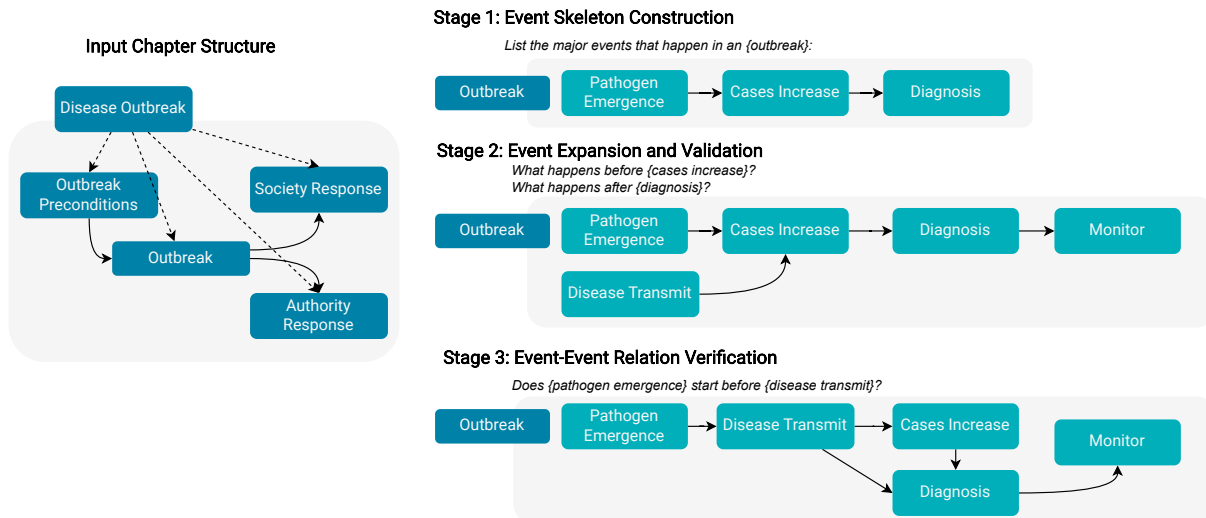 Input Chapter Structure
Disease Outbreak
Outbreak
Preconditions
Society Response
Outbreak
Authority
Response
Stage 1: Event Skeleton Construction
List the major events that happen in an {outbreak}:
Outbreak
Pathogen
Emergence
Cases Increase
Diagnosis
Stage 2: Event Expansion and Validation
What happens before {cases increase}?
What happens after {diagnosis}?
Outbreak
Pathogen
Emergence
Cases Increase
Diagnosis
Monitor
Disease Transmit
Stage 3: Event-Event Relation Verification
Does {pathogen emergence} start before {disease transmit}?
Outbreak
Pathogen
Emergence
Disease Transmit
Cases Increase
Monitor
Diagnosis